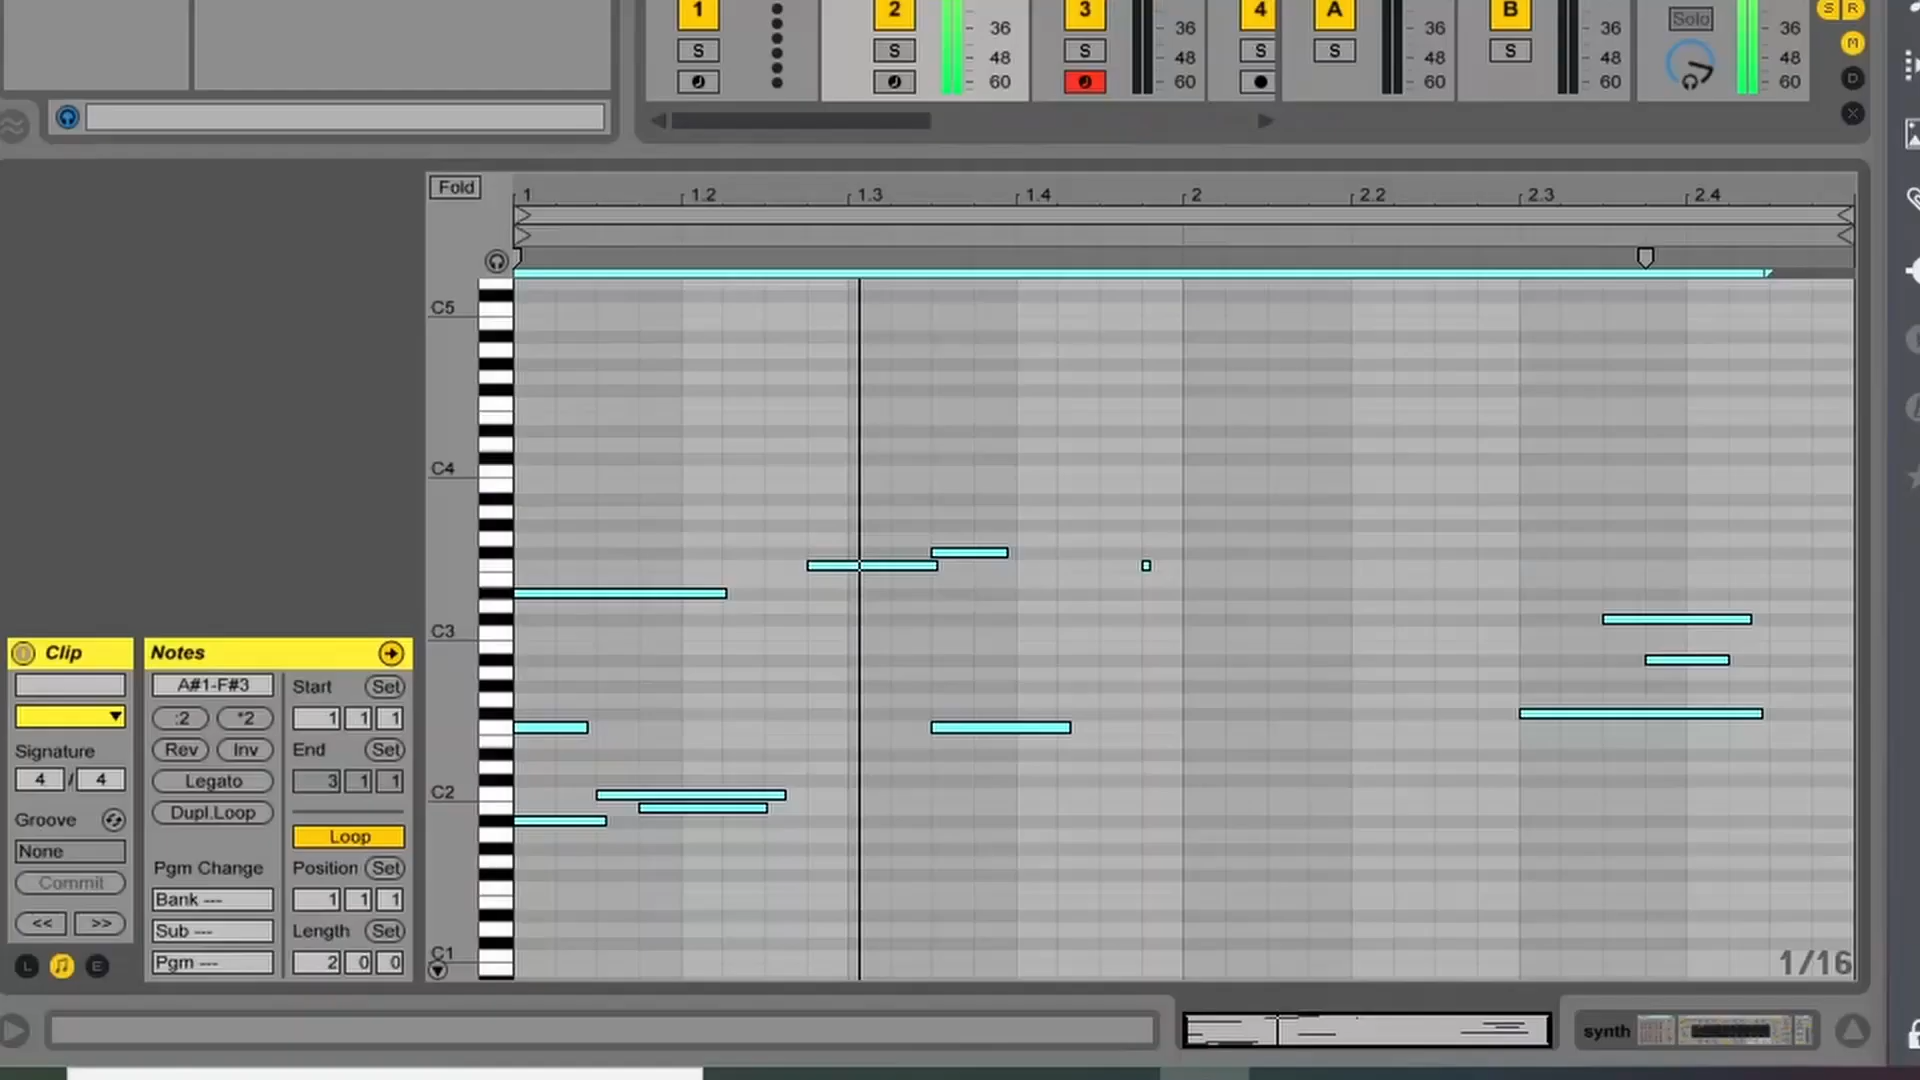 1 2 3 4 A B Solo S R
36 36 36 36 36
S S S S S S
48 48 48 48 48 M
60 60 60 60 60 D
X
Fold 1 1.2 1.3 1.4 2 2.2 2.3 2.4
C5
C4
C3
C2
C1
1/16
Clip
Signature
4 / 4
Groove
None
Commit
<< >>
L E
Notes
A#1-F#3
:2 *2
Rev Inv
Legato
Dupl.Loop
Pgm Change
Bank ---
Sub ---
Pgm ---
Start Set
1 1 1
End Set
3 1 1
Loop
Position Set
1 1 1
Length Set
2 0 0
synth